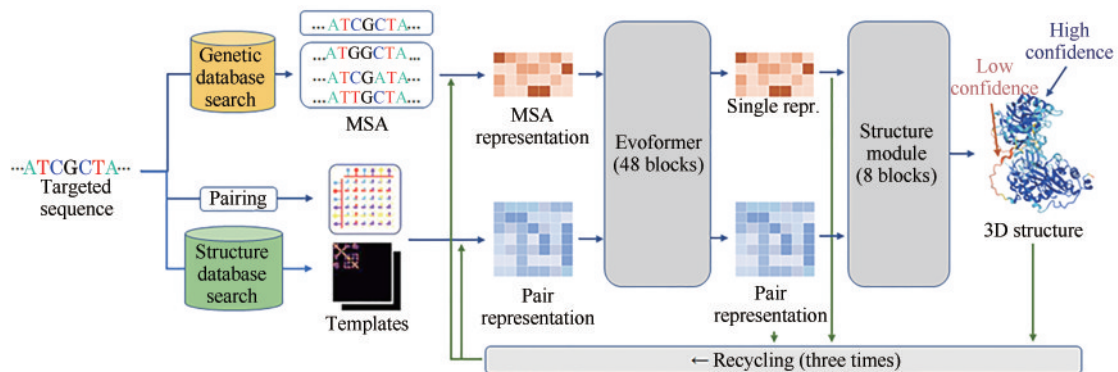 ···ATCGCTA···
Targeted
sequence
Genetic
database
search
Pairing
Structure
database
search
···ATCGCTA···
···ATGGCTA···
···ATCGATA···
···ATTGCTA···
MSA
Templates
MSA
representation
Pair
representation
Evoformer
(48 blocks)
Single repr.
Pair
representation
Structure
module
(8 blocks)
High
confidence
Low
confidence
3D structure
← Recycling (three times)